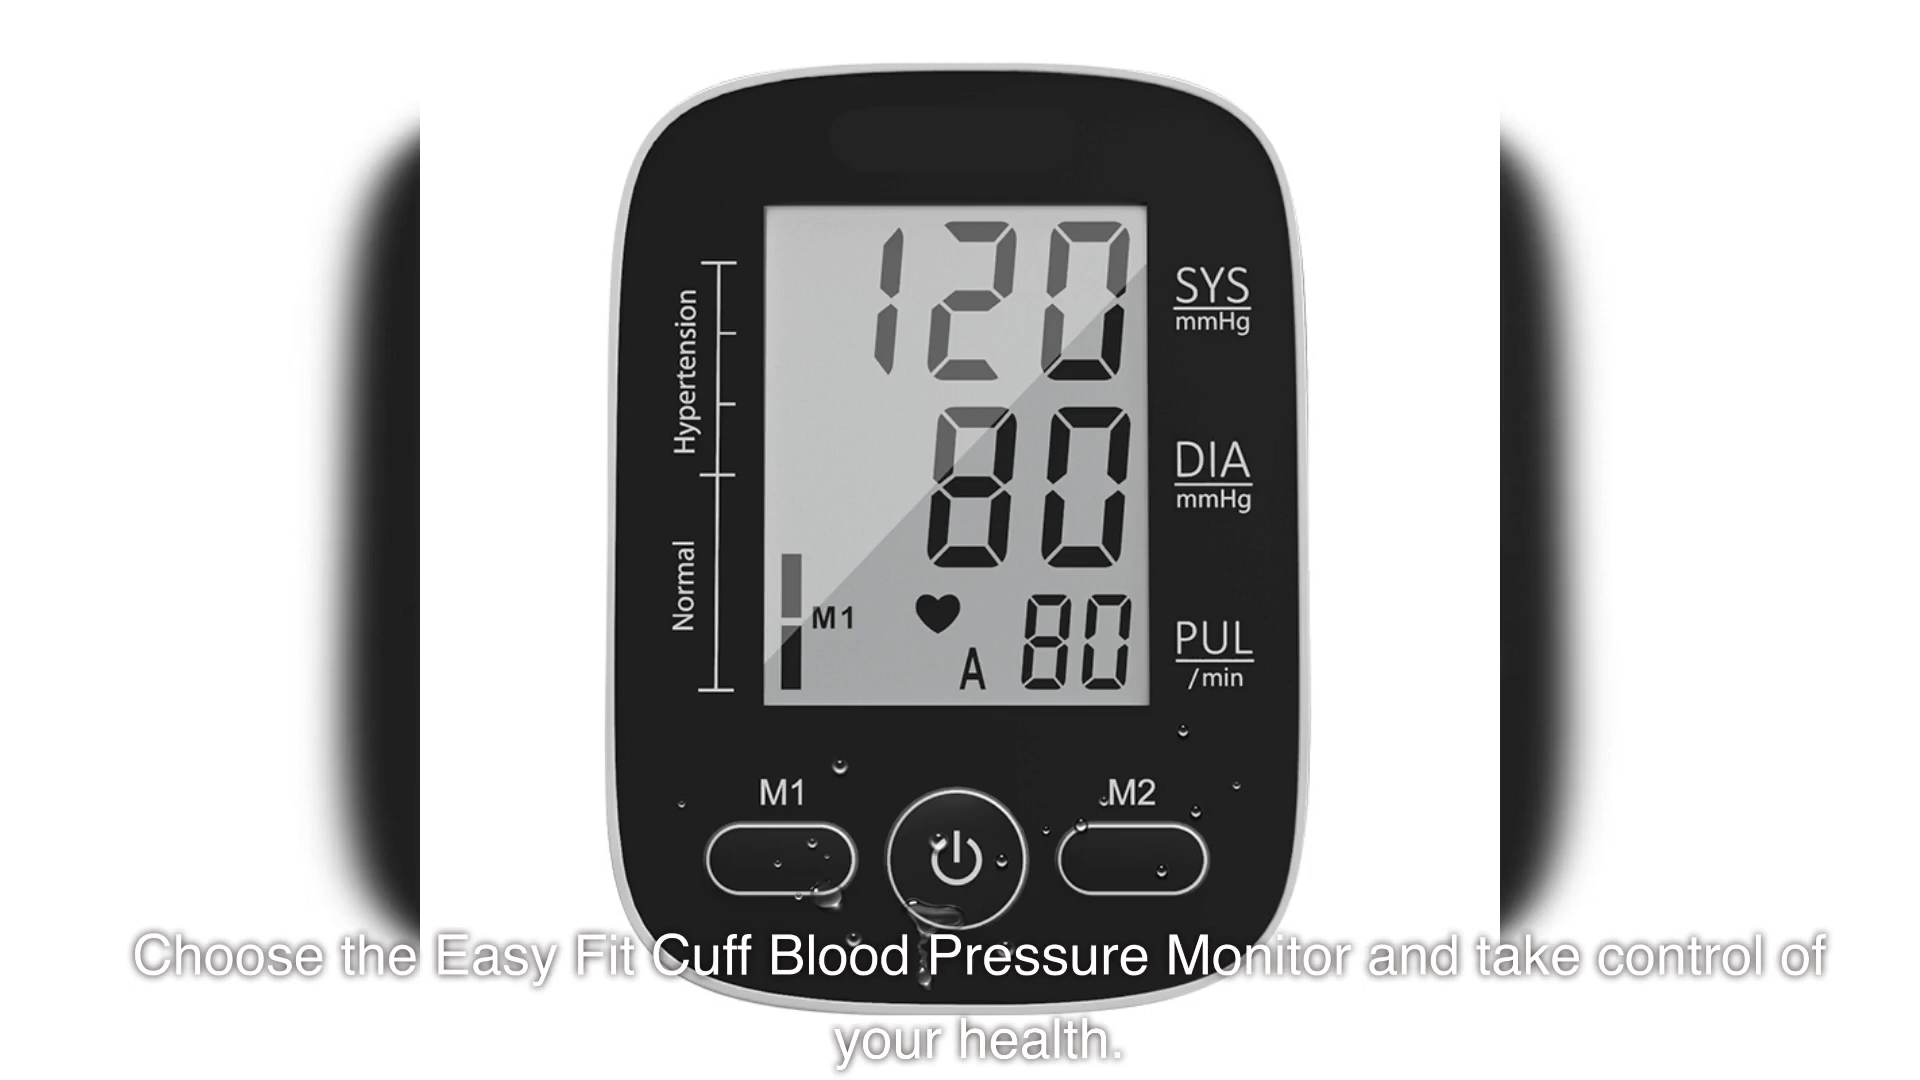 120
SYS
mmHg
Hypertension
80
DIA
mmHg
Normal
M1
A 80
PUL
/min
M1
M2
Choose the Easy Fit Cuff Blood Pressure Monitor and take control of
your health.